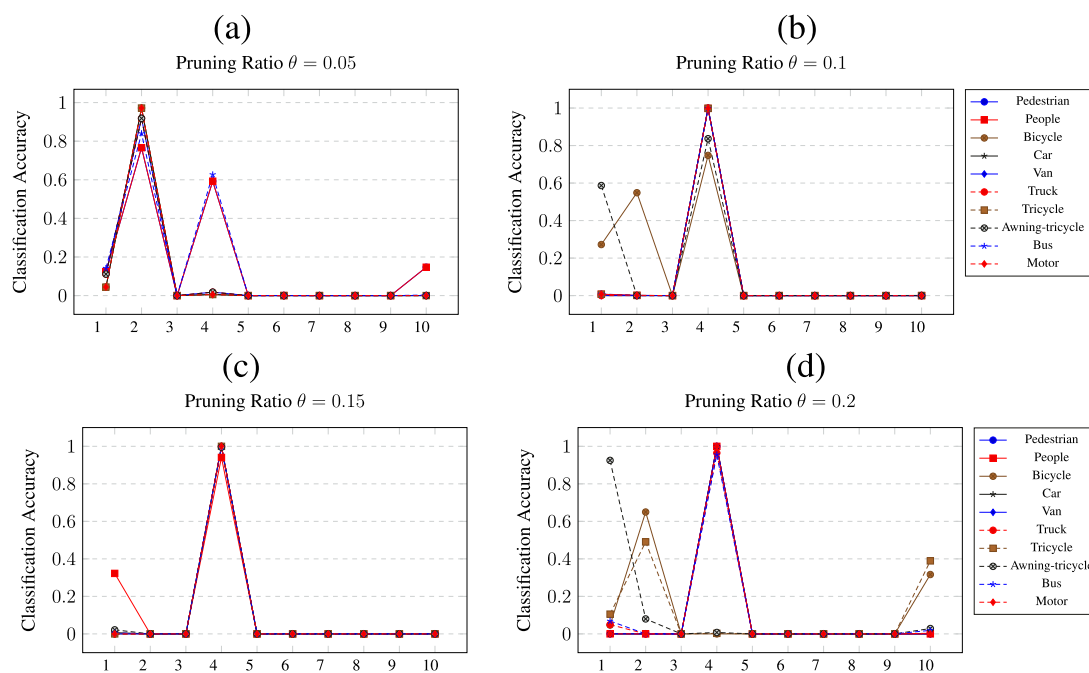 (a)
Pruning Ratio θ = 0.05
Classification Accuracy
1
0.8
0.6
0.4
0.2
0
1 2 3 4 5 6 7 8 9 10
(b)
Pruning Ratio θ = 0.1
Classification Accuracy
1
0.8
0.6
0.4
0.2
0
1 2 3 4 5 6 7 8 9 10
Pedestrian
People
Bicycle
Car
Van
Truck
Tricycle
Awning-tricycle
Bus
Motor
(c)
Pruning Ratio θ = 0.15
Classification Accuracy
1
0.8
0.6
0.4
0.2
0
1 2 3 4 5 6 7 8 9 10
(d)
Pruning Ratio θ = 0.2
Classification Accuracy
1
0.8
0.6
0.4
0.2
0
1 2 3 4 5 6 7 8 9 10
Pedestrian
People
Bicycle
Car
Van
Truck
Tricycle
Awning-tricycle
Bus
Motor